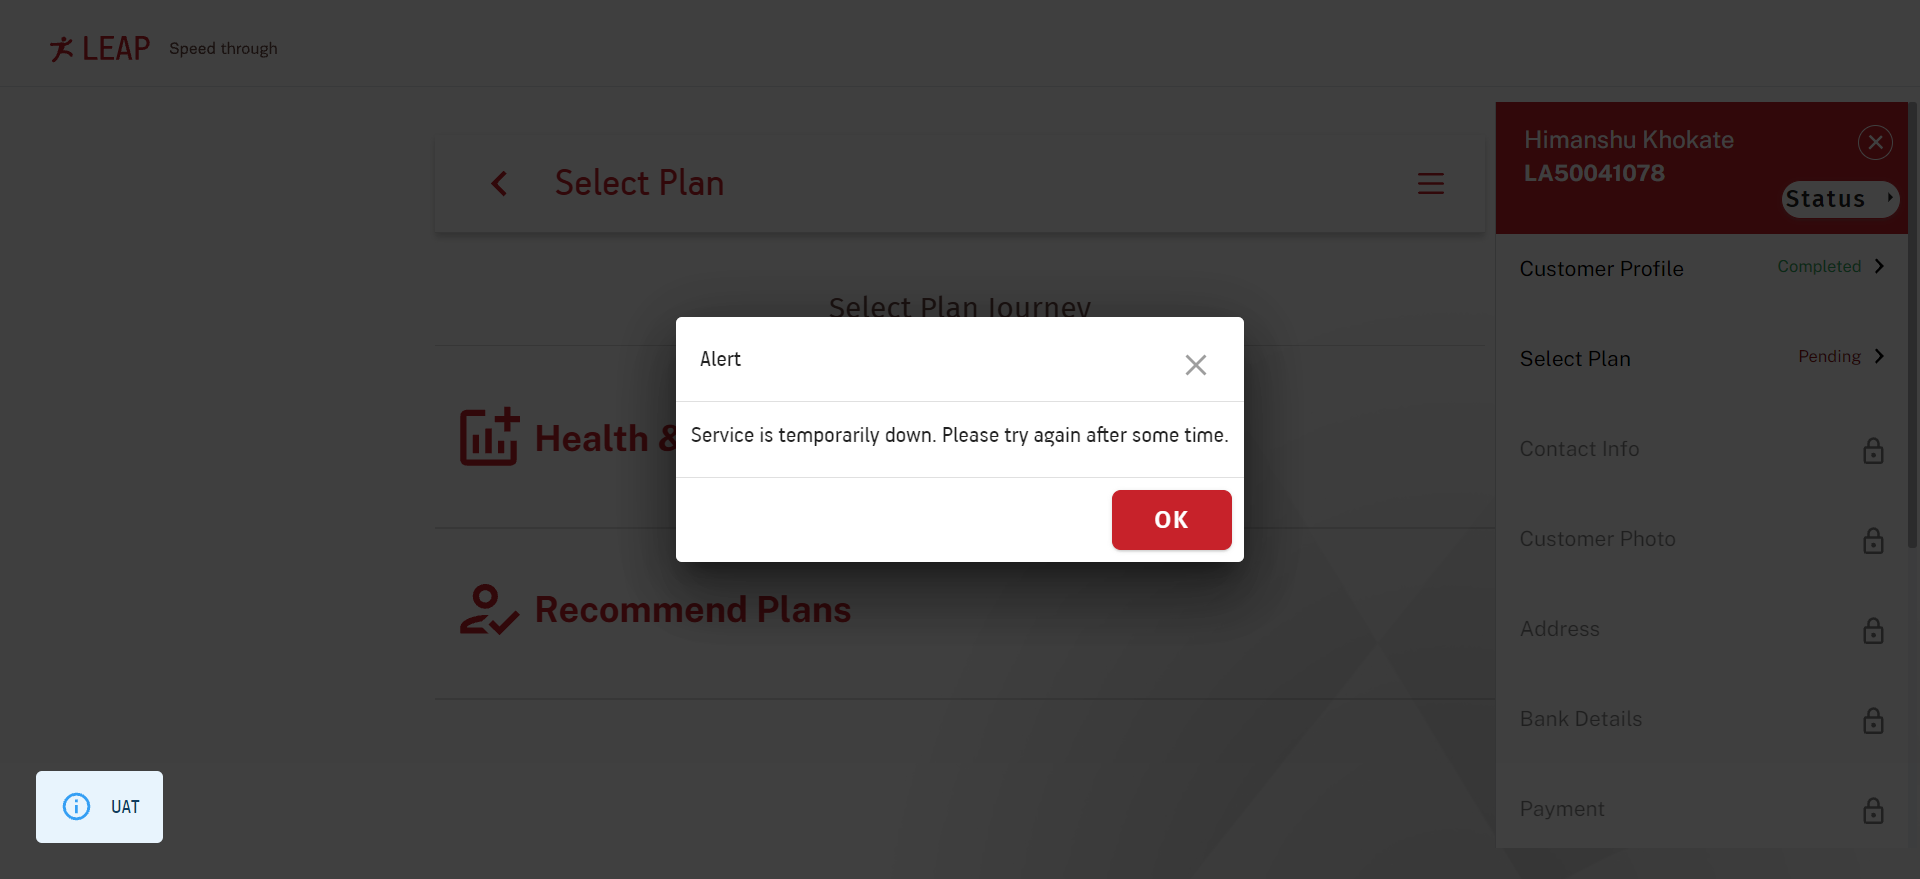 LEAP Speed through
Select Plan
Himanshu Khokate
LA50041078
Status
Customer Profile Completed
Select Plan Pending
Contact Info
Customer Photo
Address
Bank Details
Payment
Select Plan Journey
Health &
Recommend Plans
Alert
Service is temporarily down. Please try again after some time.
OK
UAT